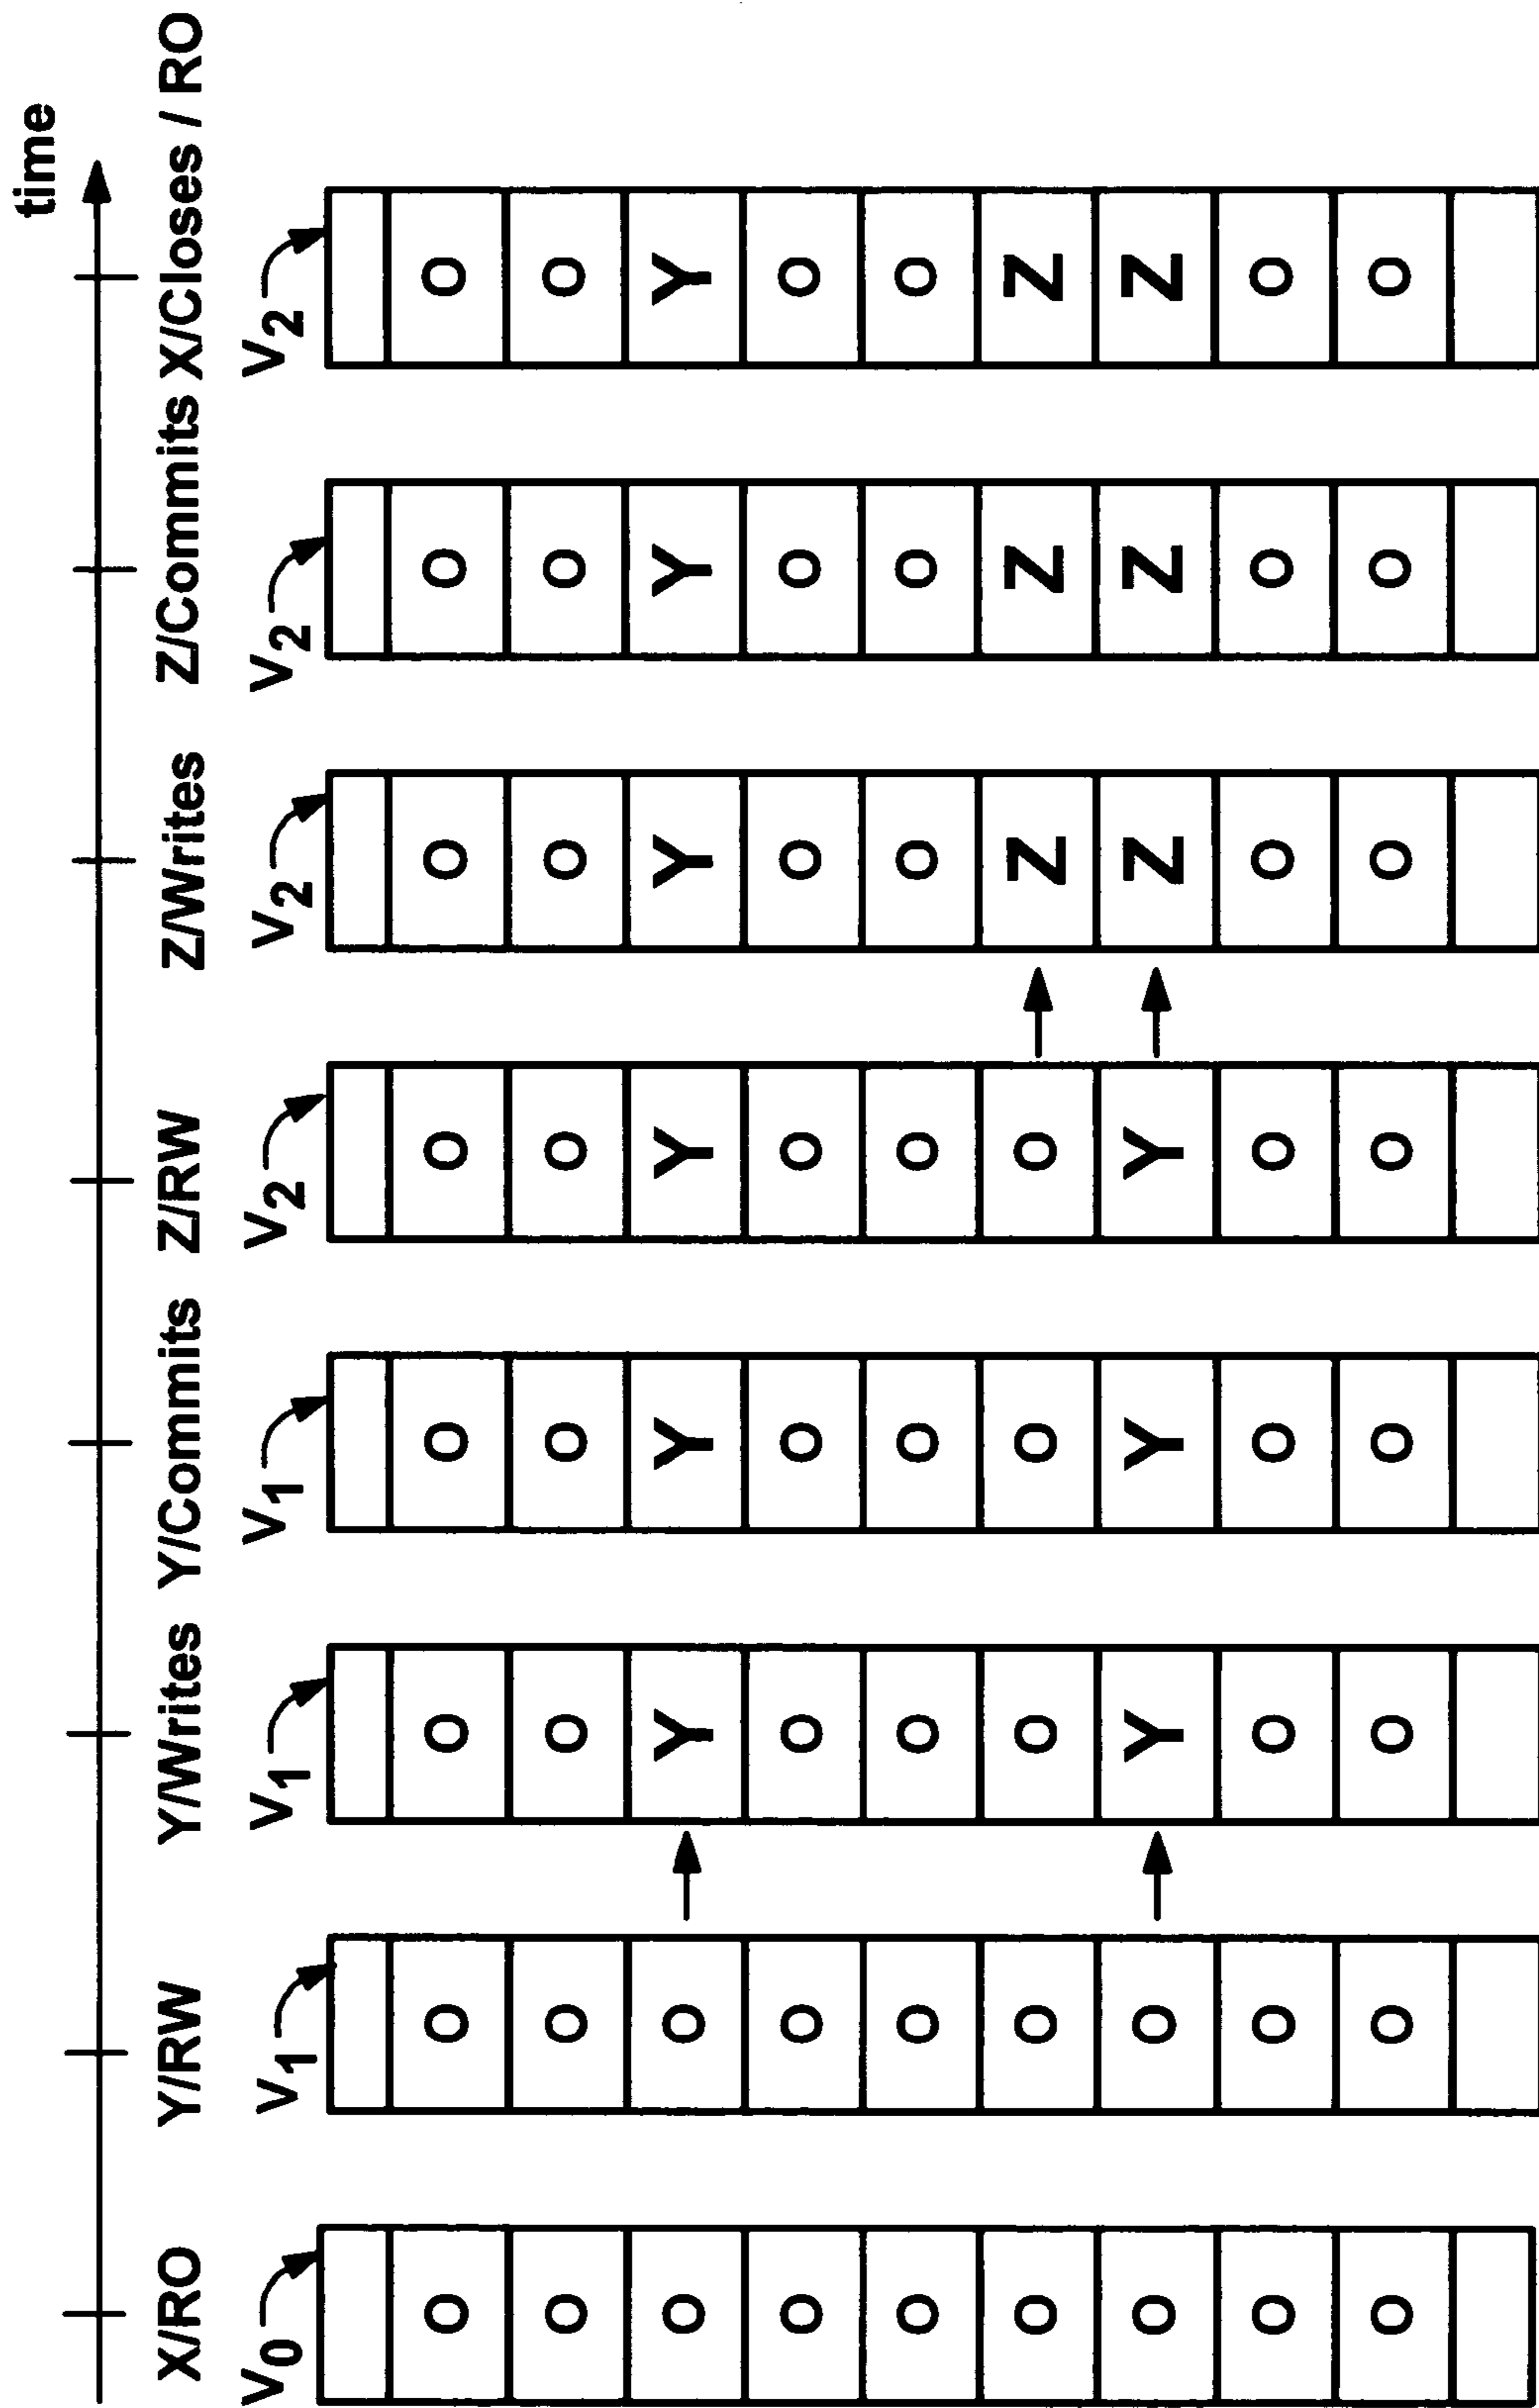 time
X/RO Y/RW Y/Writes Y/Commits Z/RW Z/Writes Z/Commits X/Closes / RO
V0 V1 V1 V1 V2 V2 V2 V2
O O O O O O O O
O O O O O O O O
O O Y Y Y Y Y Y
O O O O O O O O
O O O O O O O O
O O O O O Z Z Z
O O Y Y Y Z Z Z
O O O O O O O O
O O O O O O O O